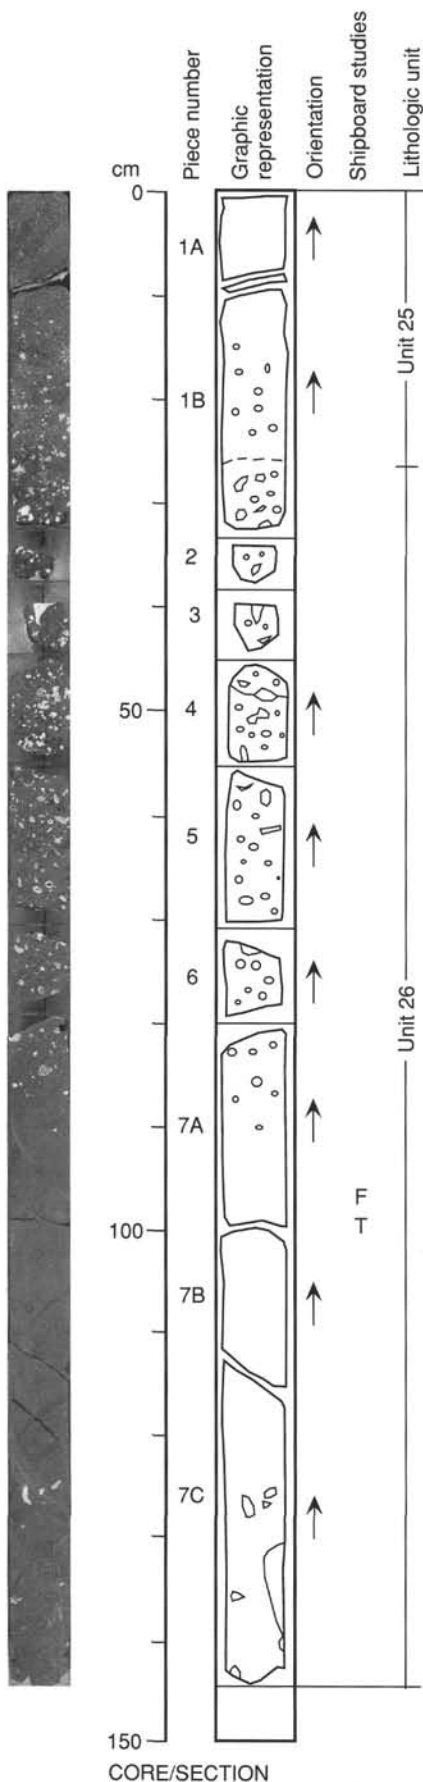 cm
Piece number
Graphic
representation
Orientation
Shipboard studies
Lithologic unit
0
1A
Unit 25
1B
2
3
50
4
5
6
Unit 26
7A
F
T
100
7B
7C
150
CORE/SECTION